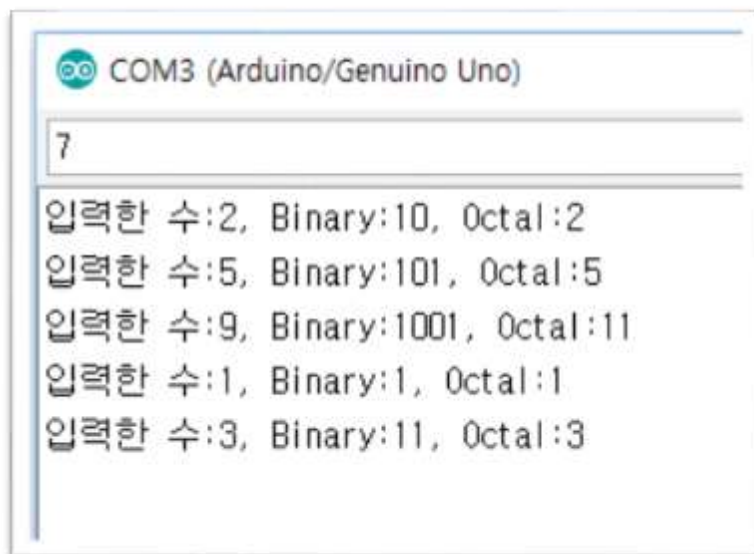 COM3 (Arduino/Genuino Uno)
7
입력한 수:2, Binary:10, Octal:2
입력한 수:5, Binary:101, Octal:5
입력한 수:9, Binary:1001, Octal:11
입력한 수:1, Binary:1, Octal:1
입력한 수:3, Binary:11, Octal:3